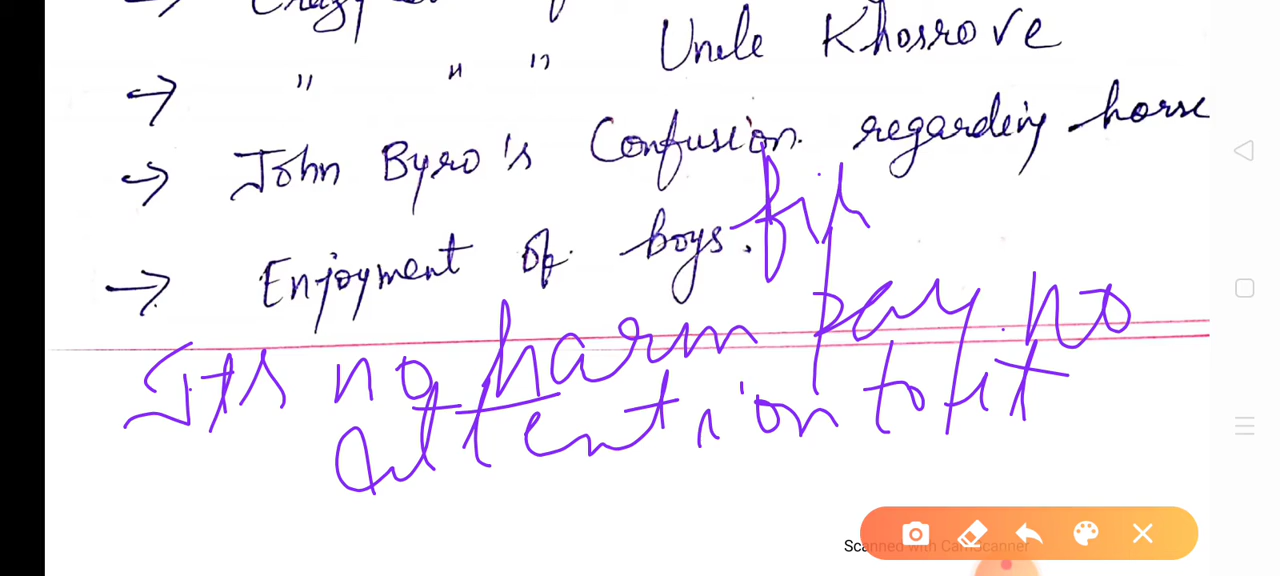 → Crazy
→ " " " Uncle Khosrove
→ John Byro's Confusion. regarding horse
→ Enjoyment of boys.
Its no harm pay no
attention to it
Scanned with CamScanner